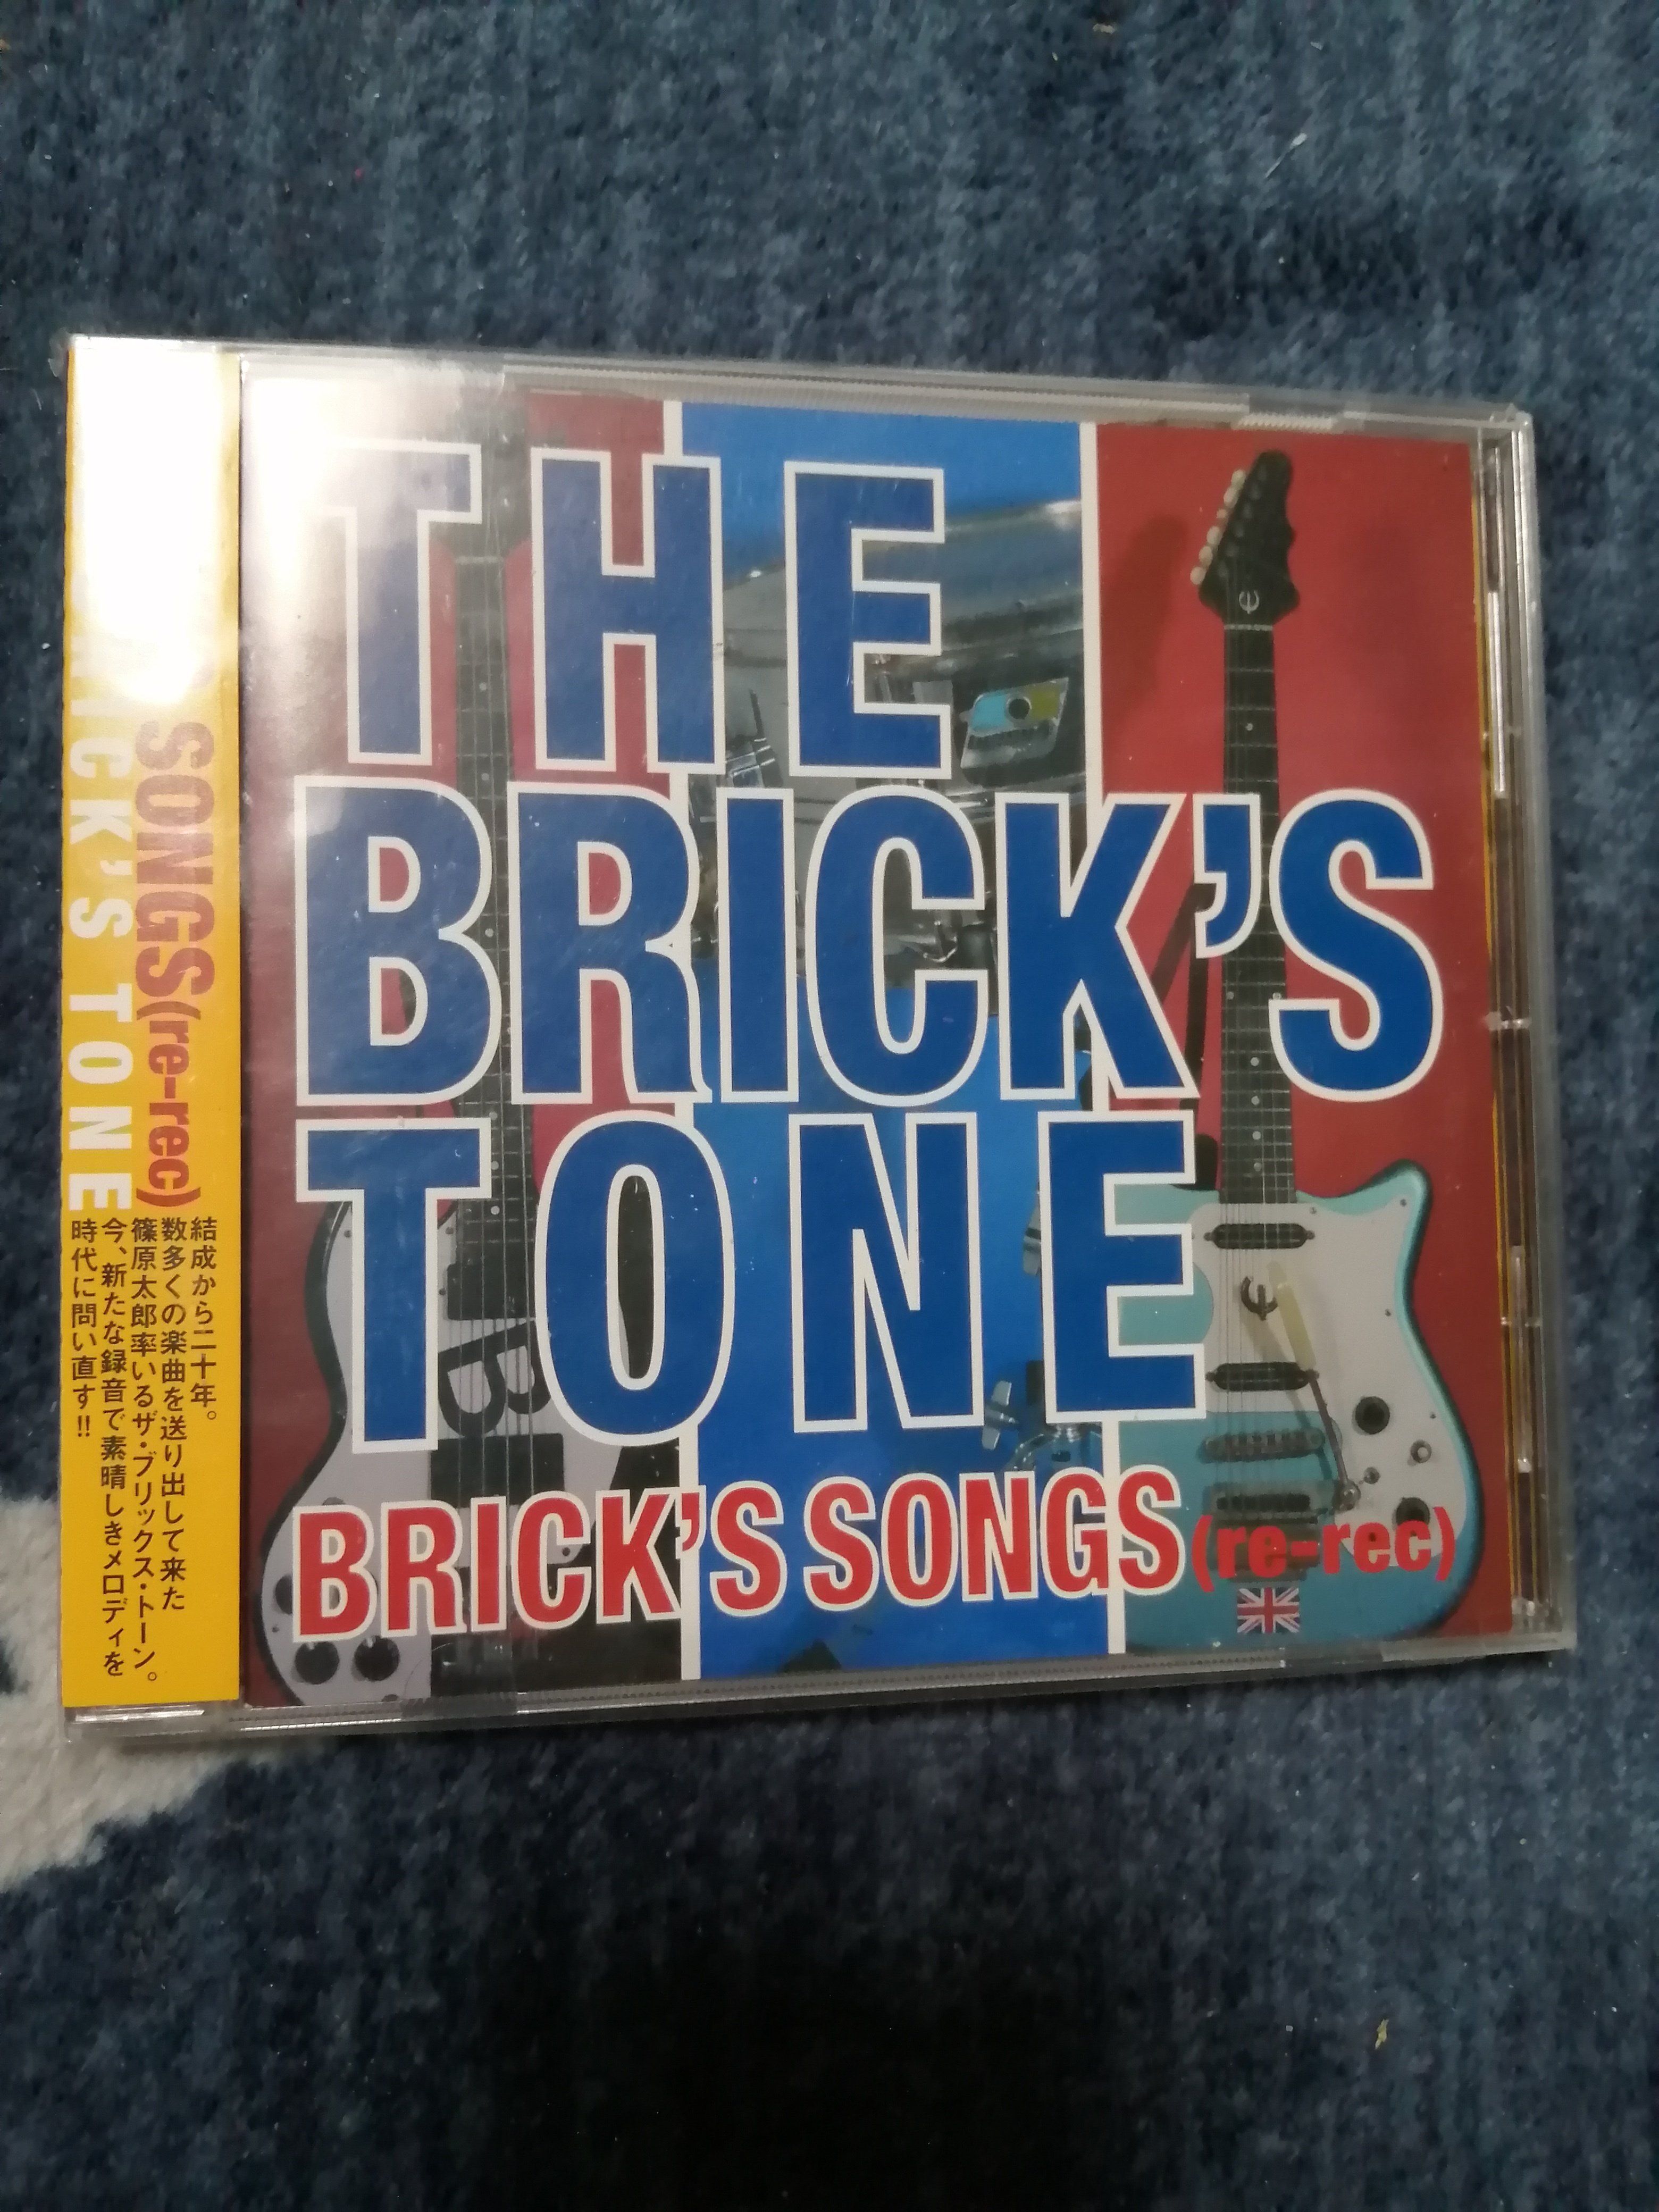 THE
BRICK'S
TONE
BRICK'S SONGS (re-rec)
SONGS(re-rec)
TONE
結成から二十年。
数多くの楽曲を送り出して来た
篠原太郎率いるザ・ブリックス・トーン。
今、新たな録音で素晴しきメロディを
時代に問い直す!!